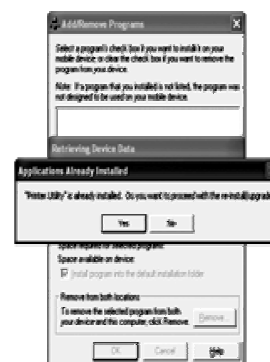 Add/Remove Programs
Select a program's check box if you want to install it on your
mobile device, or clear the check box if you want to remove the
program from your device.
Note: If a program that you installed is not listed, the program was
not designed to be used on your mobile device.
Retrieving Device Data
Applications Already Installed
"Printer Utility" is already installed. Do you want to proceed with the re-install/upgrade
Yes
No
Space required for selected programs:
Space available on device:
Install program into the default installation folder
Remove from both locations
To remove the selected program from both
your device and this computer, click Remove.
Remove...
OK
Cancel
Help